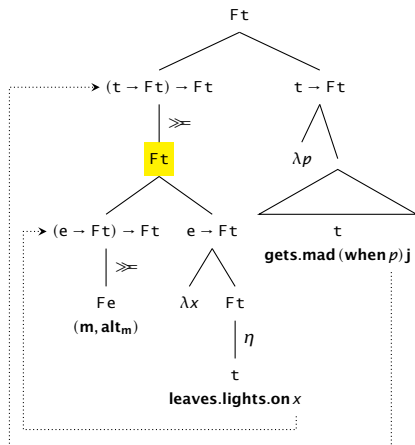 Ft
(t → Ft) → Ft t → Ft
≫=
Ft λp
(e → Ft) → Ft e → Ft t
gets.mad (when p) j
≫=
Fe λx Ft
(m, alt_m)
η
t
leaves.lights.on x